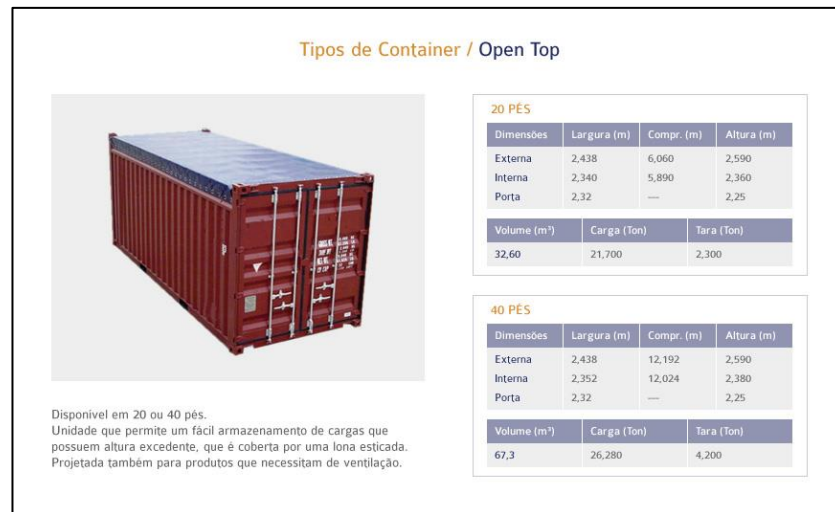 Tipos de Container / Open Top
20 PÉS
Dimensões Largura (m) Compr. (m) Altura (m)
Externa 2,438 6,060 2,590
Interna 2,340 5,890 2,360
Porta 2,32 --- 2,25
Volume (m³) Carga (Ton) Tara (Ton)
32,60 21,700 2,300
40 PÉS
Dimensões Largura (m) Compr. (m) Altura (m)
Externa 2,438 12,192 2,590
Interna 2,352 12,024 2,380
Porta 2,32 --- 2,25
Volume (m³) Carga (Ton) Tara (Ton)
67,3 26,280 4,200
Disponível em 20 ou 40 pés.
Unidade que permite um fácil armazenamento de cargas que
possuem altura excedente, que é coberta por uma lona esticada.
Projetada também para produtos que necessitam de ventilação.